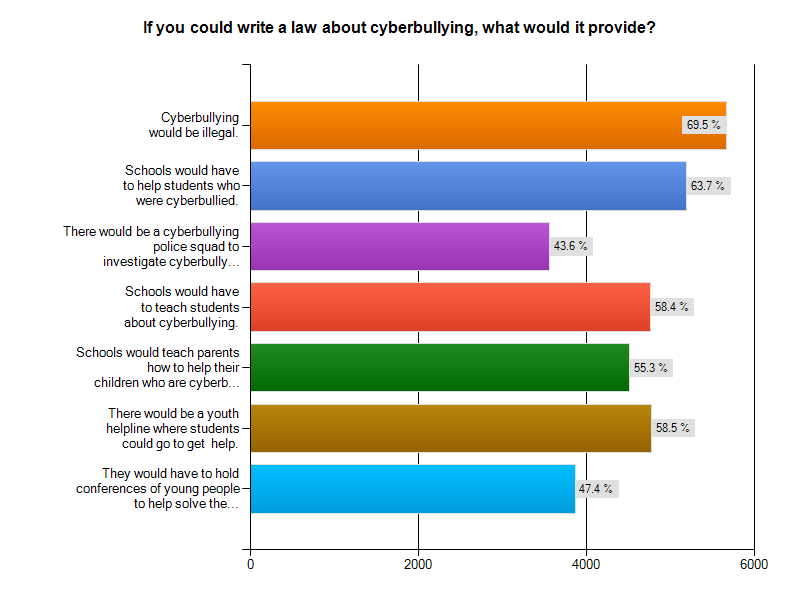 If you could write a law about cyberbullying, what would it provide?
Cyberbullying
would be illegal.
69.5 %
Schools would have
to help students who
were cyberbullied.
63.7 %
There would be a cyberbullying
police squad to
investigate cyberbully...
43.6 %
Schools would have
to teach students
about cyberbullying.
58.4 %
Schools would teach parents
how to help their
children who are cyberb...
55.3 %
There would be a youth
helpline where students
could go to get  help.
58.5 %
They would have to hold
conferences of young people
to help solve the...
47.4 %
0 2000 4000 6000